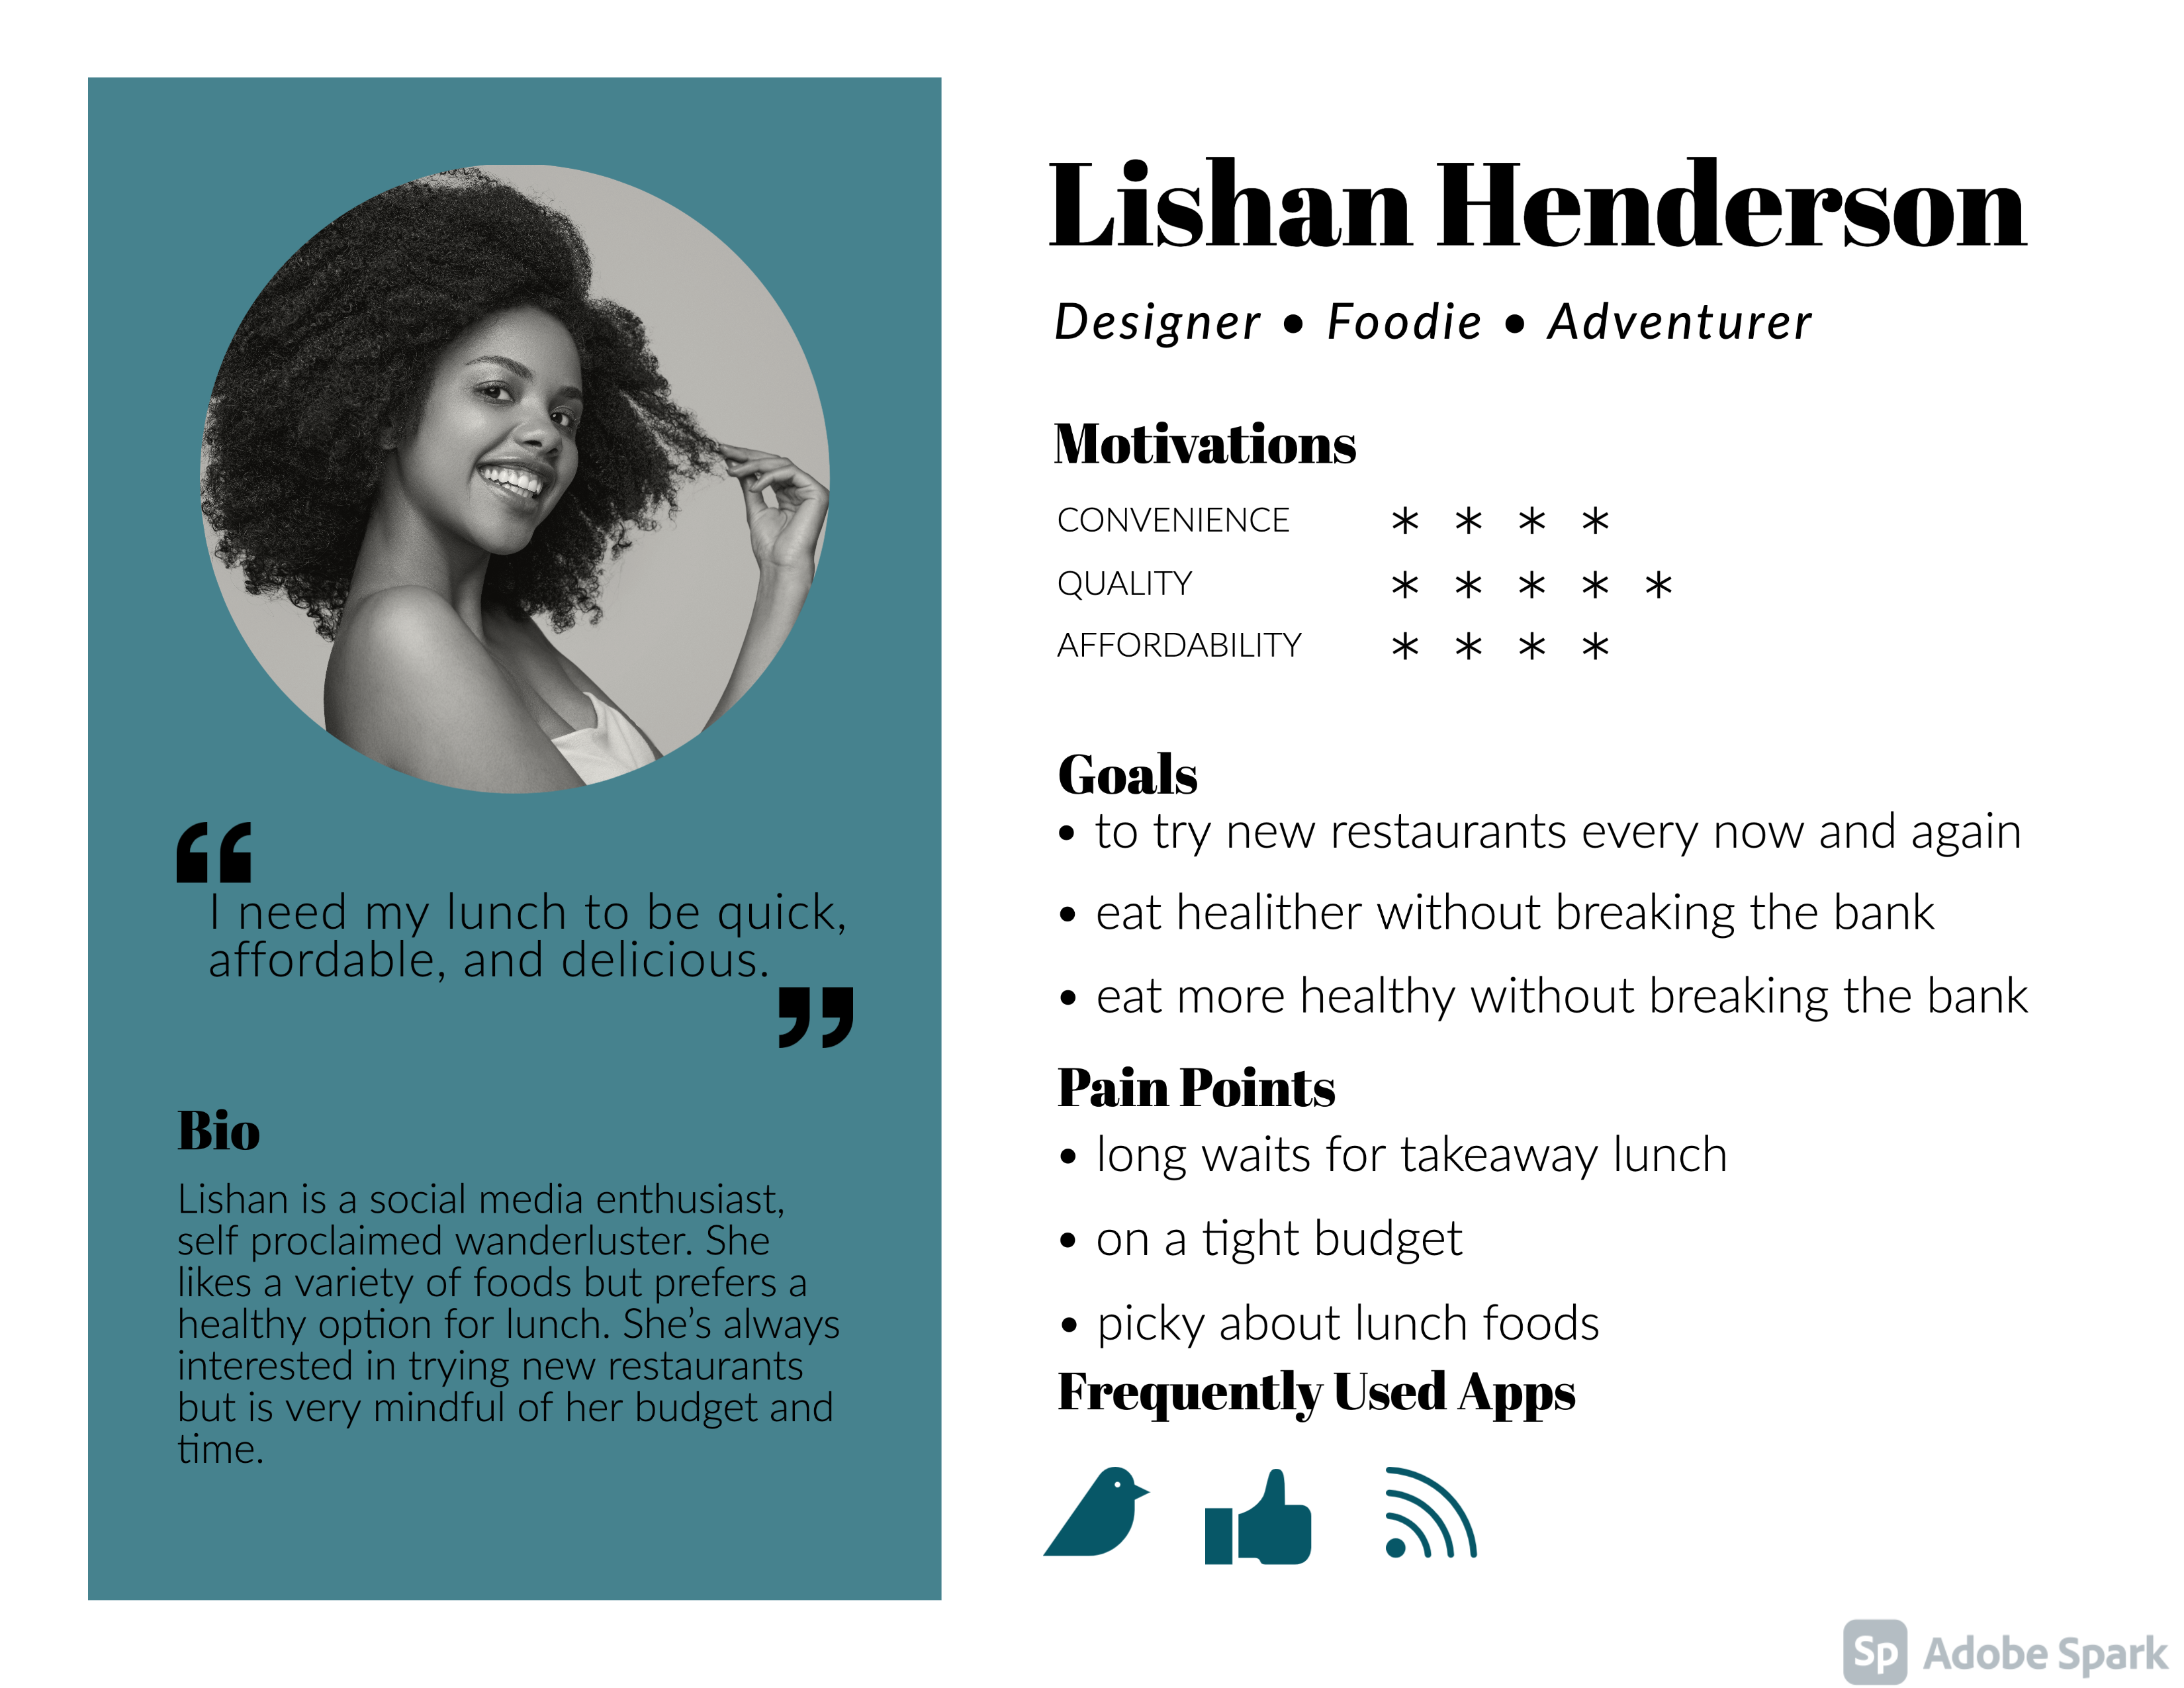 “
I need my lunch to be quick,
affordable, and delicious.
”
Bio
Lishan is a social media enthusiast,
self proclaimed wanderluster. She
likes a variety of foods but prefers a
healthy option for lunch. She’s always
interested in trying new restaurants
but is very mindful of her budget and
time.
Lishan Henderson
Designer • Foodie • Adventurer
Motivations
CONVENIENCE * * * *
QUALITY * * * * *
AFFORDABILITY * * * *
Goals
• to try new restaurants every now and again
• eat healither without breaking the bank
• eat more healthy without breaking the bank
Pain Points
• long waits for takeaway lunch
• on a tight budget
• picky about lunch foods
Frequently Used Apps
Sp Adobe Spark